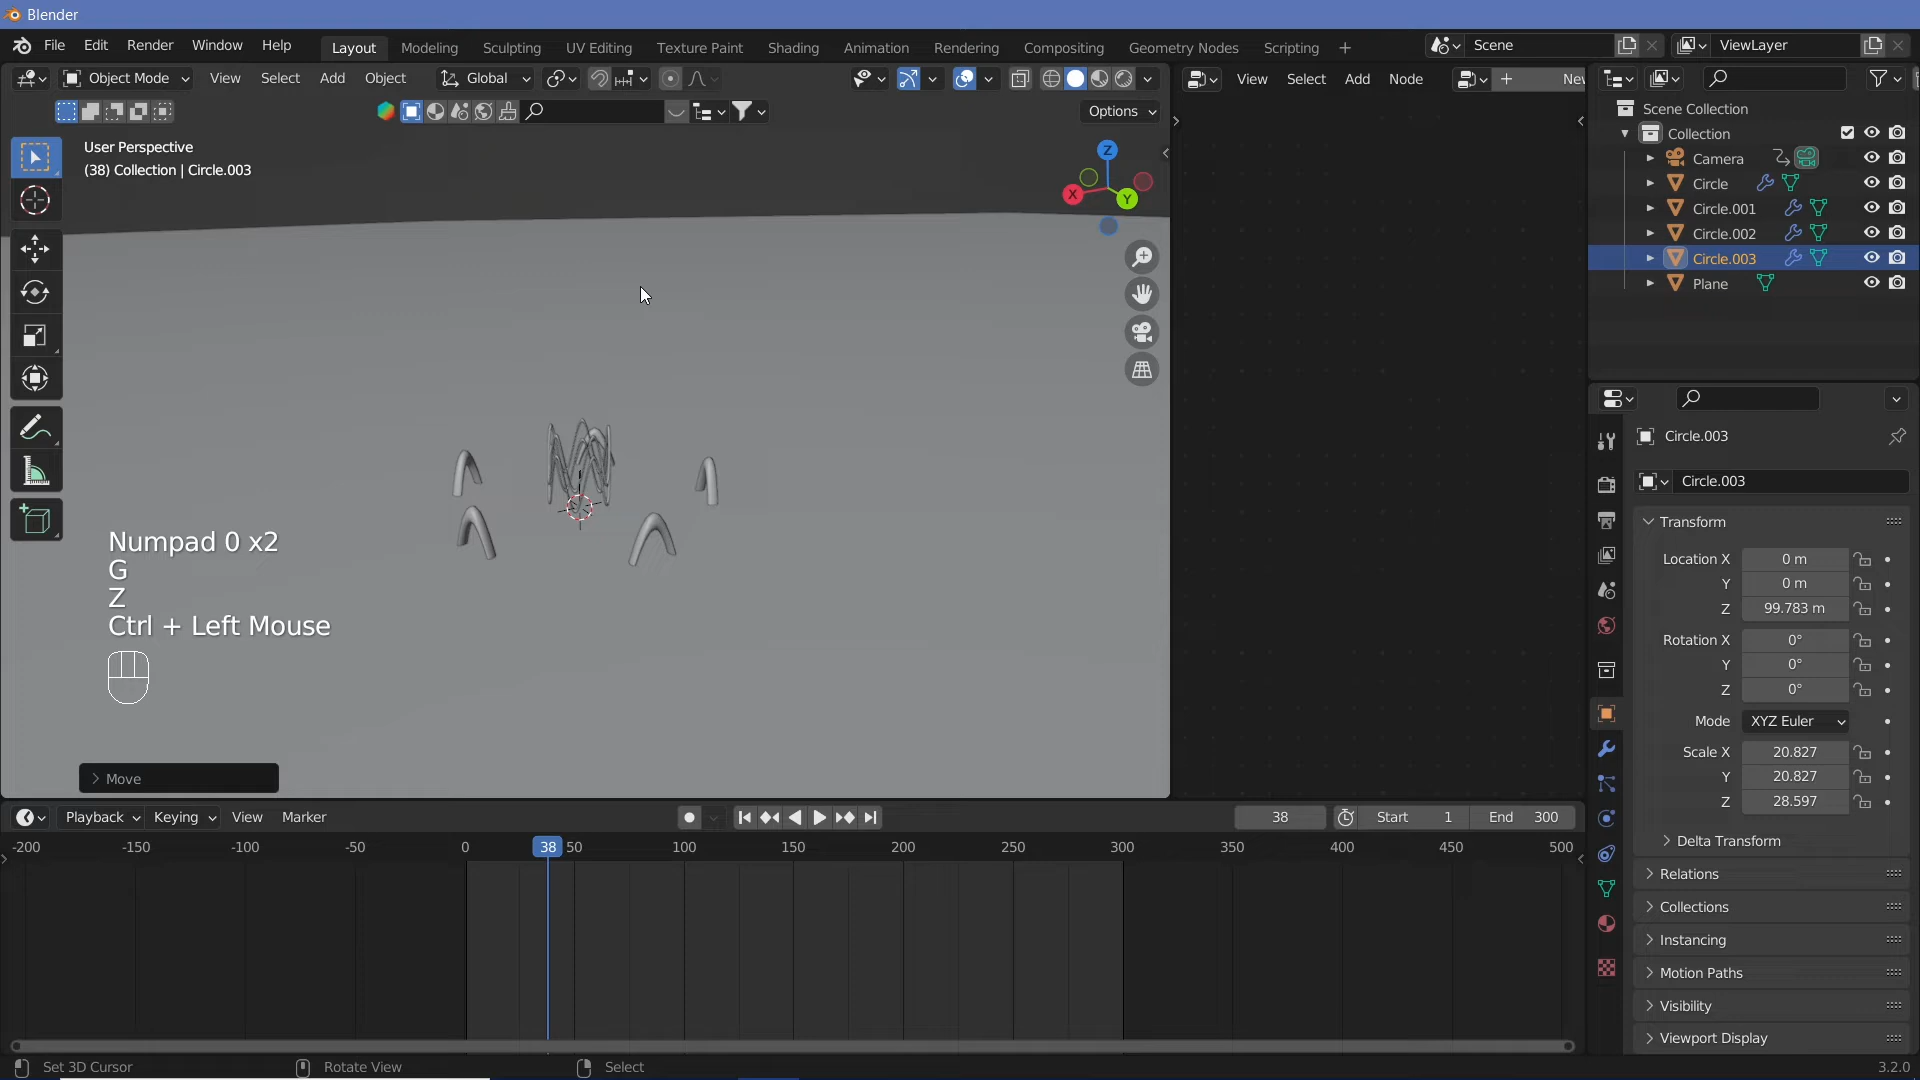 Blender
File Edit Render Window Help
Layout Modeling Sculpting UV Editing Texture Paint Shading Animation Rendering Compositing Geometry Nodes Scripting +
Scene
ViewLayer
Object Mode View Select Add Object Global
View Select Add Node + New
Options
User Perspective
(38) Collection | Circle.003
Z
X
Y
Scene Collection
Collection
Camera
Circle
Circle.001
Circle.002
Circle.003
Plane
Circle.003
Circle.003
Transform
Location X 0 m
Y 0 m
Z 99.783 m
Rotation X 0°
Y 0°
Z 0°
Mode XYZ Euler
Scale X 20.827
Y 20.827
Z 28.597
Delta Transform
Relations
Collections
Instancing
Motion Paths
Visibility
Viewport Display
Numpad 0 x2
G
Z
Ctrl + Left Mouse
Move
Playback Keying View Marker
38 Start 1 End 300
-200 -150 -100 -50 0 38 50 100 150 200 250 300 350 400 450 500
Set 3D Cursor Rotate View Select
3.2.0